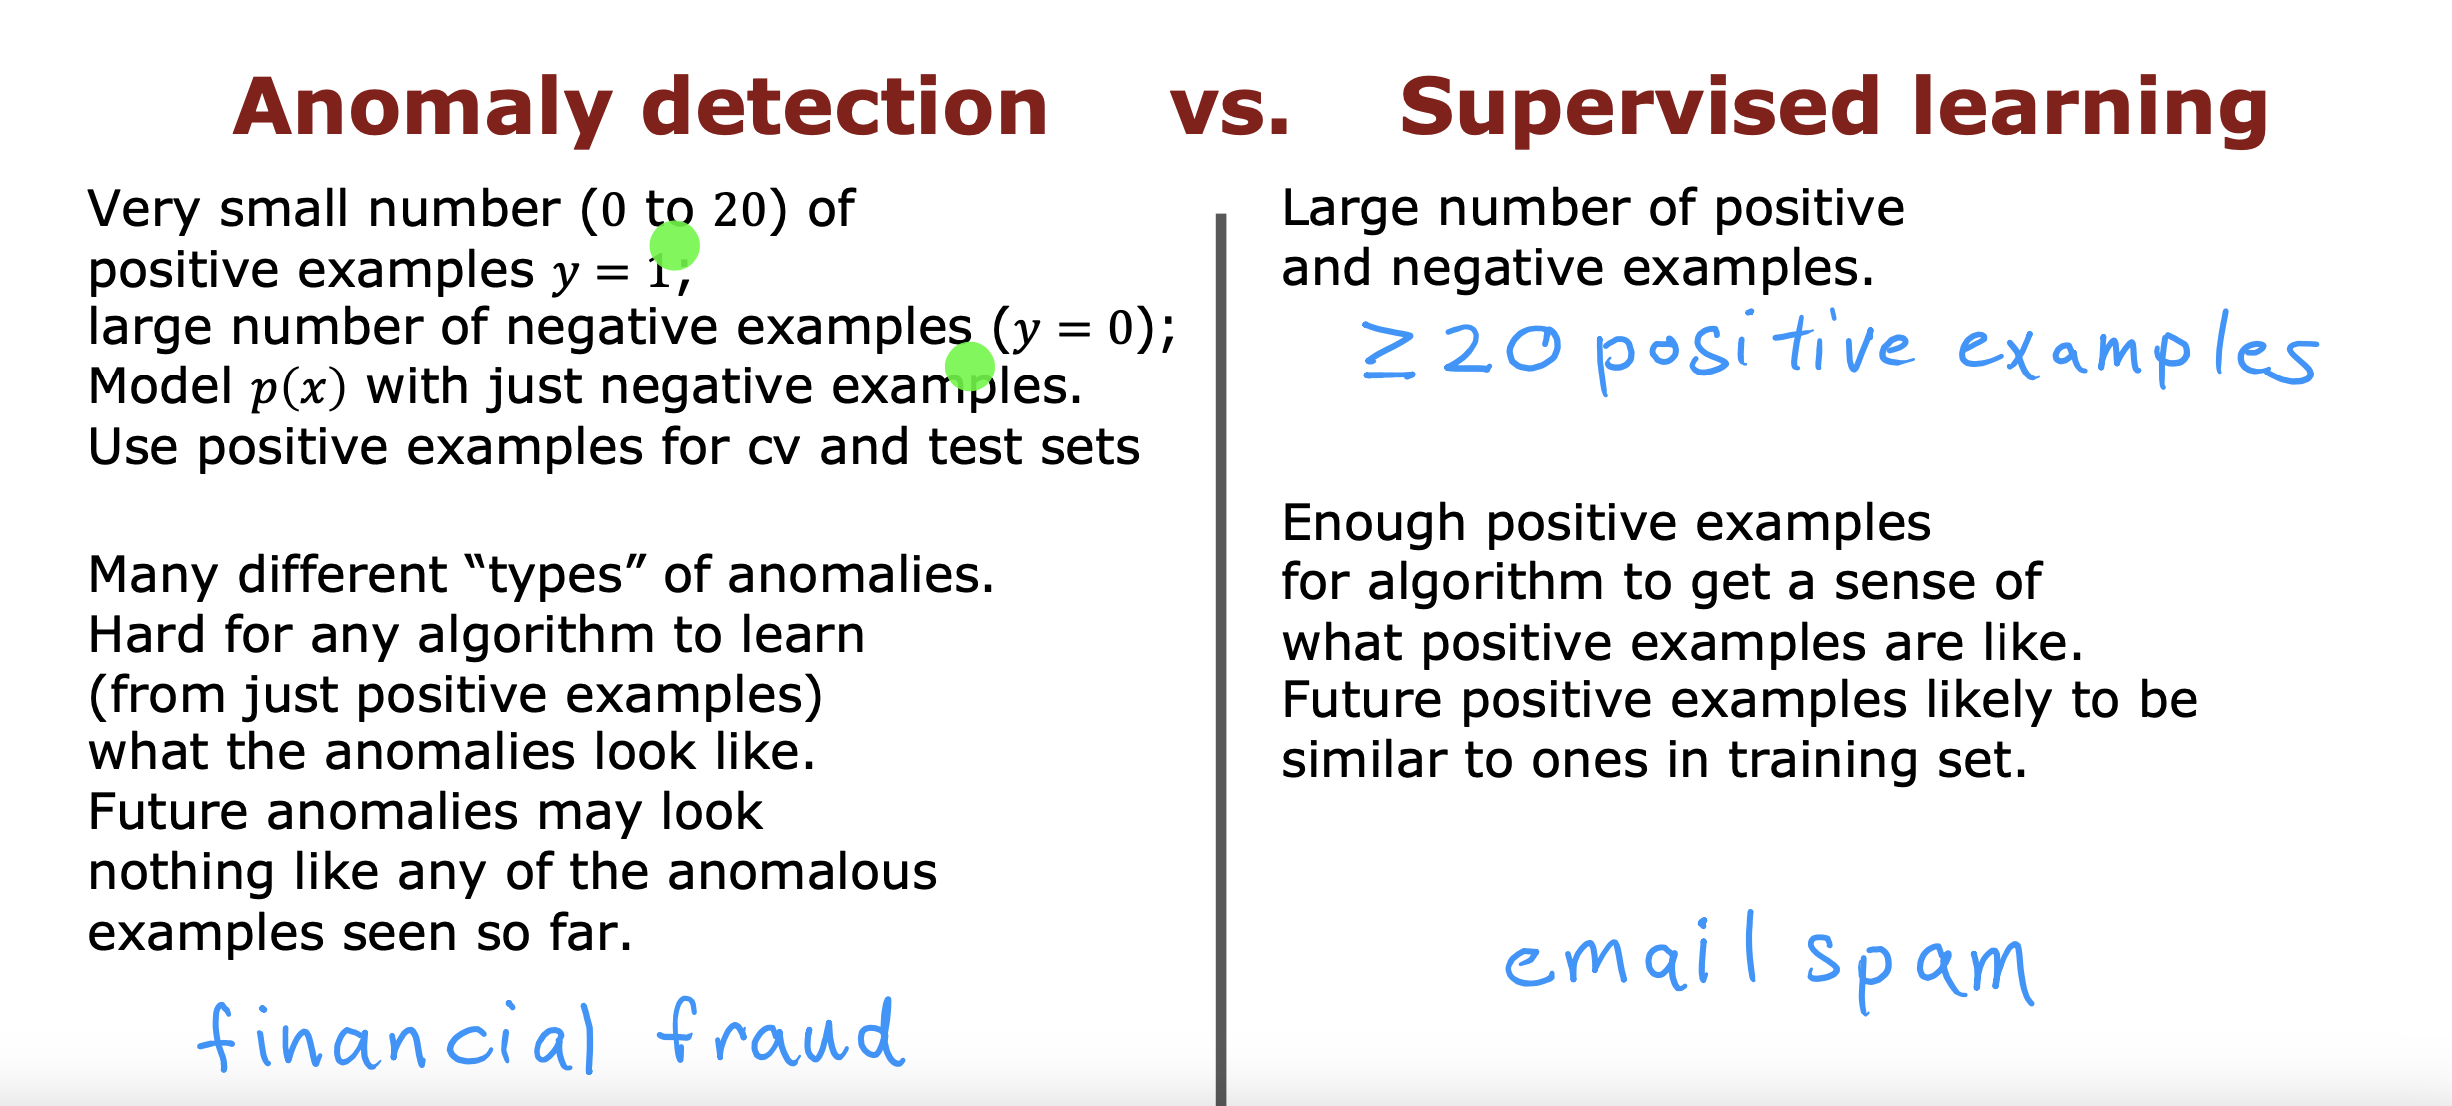 Anomaly detection vs. Supervised learning
Very small number (0 to 20) of
positive examples y = 1;
large number of negative examples (y = 0);
Model p(x) with just negative examples.
Use positive examples for cv and test sets
Many different “types” of anomalies.
Hard for any algorithm to learn
(from just positive examples)
what the anomalies look like.
Future anomalies may look
nothing like any of the anomalous
examples seen so far.
financial fraud
Large number of positive
and negative examples.
≥ 20 positive examples
Enough positive examples
for algorithm to get a sense of
what positive examples are like.
Future positive examples likely to be
similar to ones in training set.
email spam